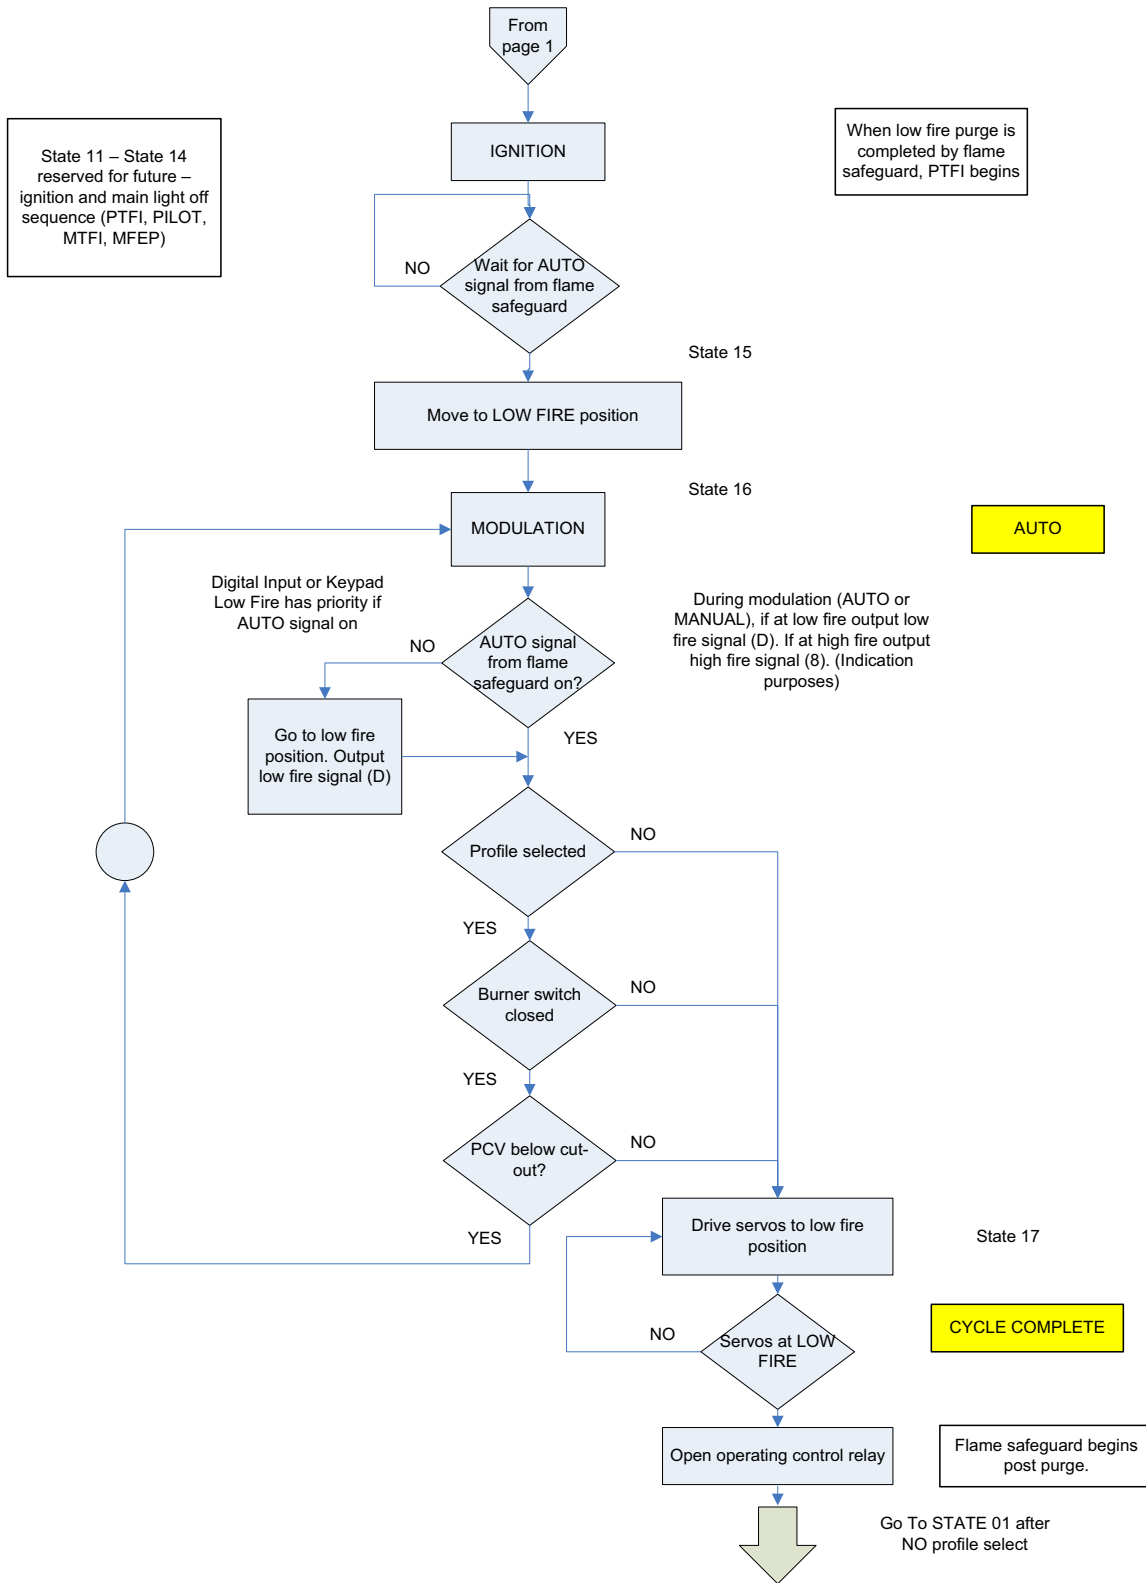 From
page 1
IGNITION
State 11 – State 14
reserved for future –
ignition and main light off
sequence (PTFI, PILOT,
MTFI, MFEP)
When low fire purge is
completed by flame
safeguard, PTFI begins
NO
Wait for AUTO
signal from flame
safeguard
State 15
Move to LOW FIRE position
State 16
MODULATION
AUTO
Digital Input or Keypad
Low Fire has priority if
AUTO signal on
During modulation (AUTO or
MANUAL), if at low fire output low
fire signal (D). If at high fire output
high fire signal (8). (Indication
purposes)
NO
AUTO signal
from flame
safeguard on?
YES
Go to low fire
position. Output
low fire signal (D)
Profile selected
NO
YES
Burner switch
closed
NO
YES
PCV below cut-
out?
NO
YES
Drive servos to low fire
position
State 17
NO
Servos at LOW
FIRE
CYCLE COMPLETE
Open operating control relay
Flame safeguard begins
post purge.
Go To STATE 01 after
NO profile select